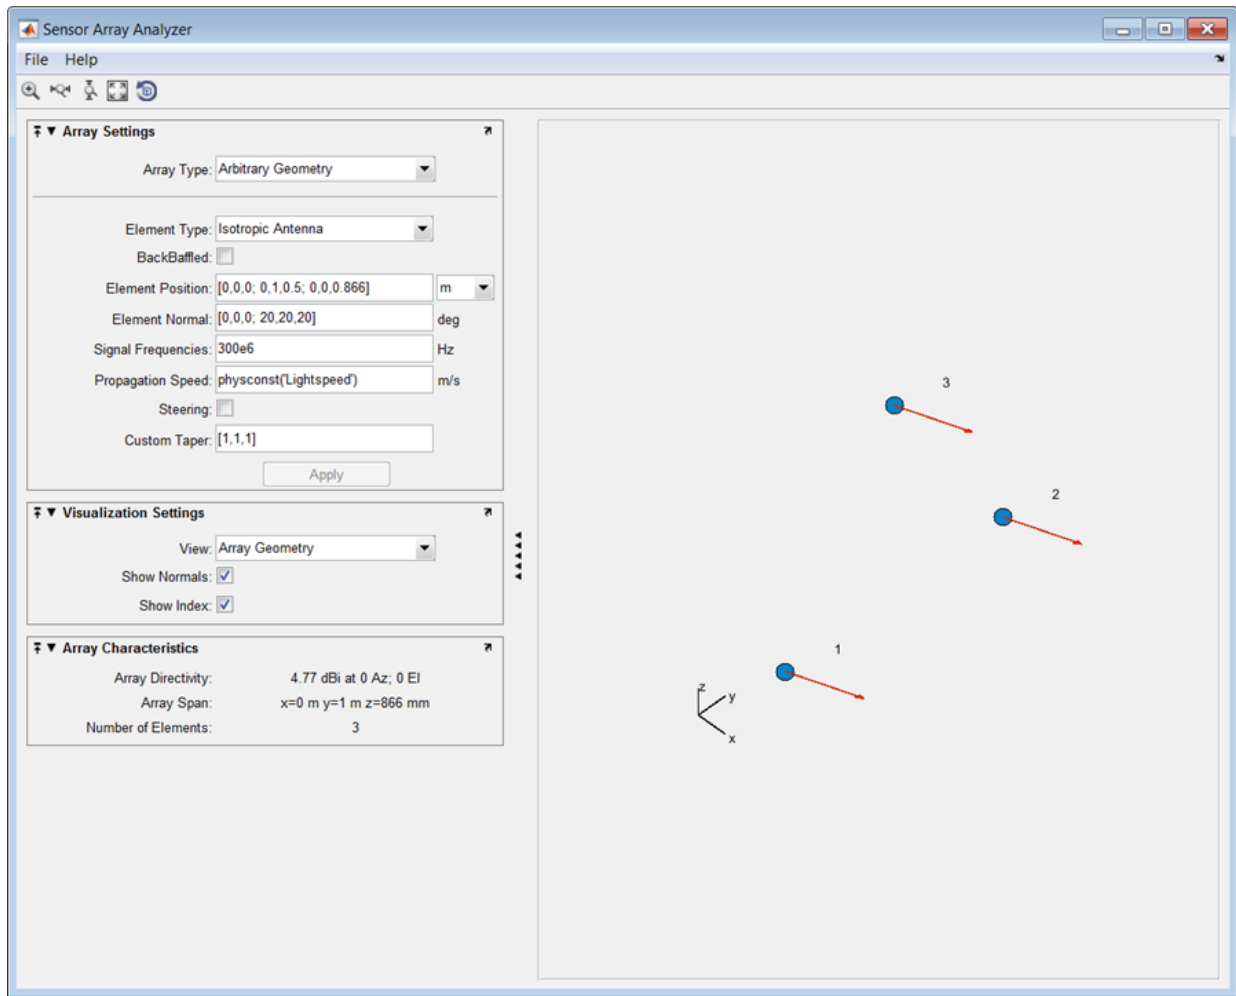 Sensor Array Analyzer
File Help
Array Settings
Array Type: Arbitrary Geometry
Element Type: Isotropic Antenna
BackBaffled:
Element Position: [0,0,0; 0,1,0.5; 0,0,0.866] m
Element Normal: [0,0,0; 20,20,20] deg
Signal Frequencies: 300e6 Hz
Propagation Speed: physconst('Lightspeed') m/s
Steering:
Custom Taper: [1,1,1]
Apply
Visualization Settings
View: Array Geometry
Show Normals:
Show Index:
Array Characteristics
Array Directivity: 4.77 dBi at 0 Az; 0 El
Array Span: x=0 m y=1 m z=866 mm
Number of Elements: 3
3
2
1
z
y
x